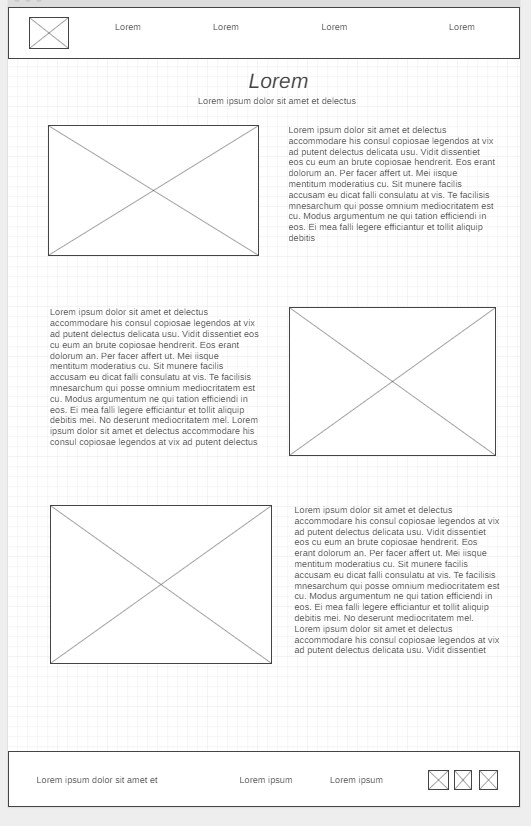 Lorem Lorem Lorem Lorem
Lorem
Lorem ipsum dolor sit amet et delectus
Lorem ipsum dolor sit amet et delectus
accommodare his consul copiosae legendos at vix
ad putent delectus delicata usu. Vidit dissentiet
eos cu eum an brute copiosae hendrerit. Eos erant
dolorum an. Per facer affert ut. Mei iisque
mentitum moderatius cu. Sit munere facilis
accusam eu dicat falli consulatu at vis. Te facilisis
mnesarchum qui posse omnium mediocritatem est
cu. Modus argumentum ne qui tation efficiendi in
eos. Ei mea falli legere efficiantur et tollit aliquip
debitis
Lorem ipsum dolor sit amet et delectus
accommodare his consul copiosae legendos at vix
ad putent delectus delicata usu. Vidit dissentiet eos
cu eum an brute copiosae hendrerit. Eos erant
dolorum an. Per facer affert ut. Mei iisque
mentitum moderatius cu. Sit munere facilis
accusam eu dicat falli consulatu at vis. Te facilisis
mnesarchum qui posse omnium mediocritatem est
cu. Modus argumentum ne qui tation efficiendi in
eos. Ei mea falli legere efficiantur et tollit aliquip
debitis mei. No deserunt mediocritatem mel. Lorem
ipsum dolor sit amet et delectus accommodare his
consul copiosae legendos at vix ad putent delectus
Lorem ipsum dolor sit amet et delectus
accommodare his consul copiosae legendos at vix
ad putent delectus delicata usu. Vidit dissentiet
eos cu eum an brute copiosae hendrerit. Eos
erant dolorum an. Per facer affert ut. Mei iisque
mentitum moderatius cu. Sit munere facilis
accusam eu dicat falli consulatu at vis. Te facilisis
mnesarchum qui posse omnium mediocritatem est
cu. Modus argumentum ne qui tation efficiendi in
eos. Ei mea falli legere efficiantur et tollit aliquip
debitis mei. No deserunt mediocritatem mel.
Lorem ipsum dolor sit amet et delectus
accommodare his consul copiosae legendos at vix
ad putent delectus delicata usu. Vidit dissentiet
Lorem ipsum dolor sit amet et Lorem ipsum Lorem ipsum